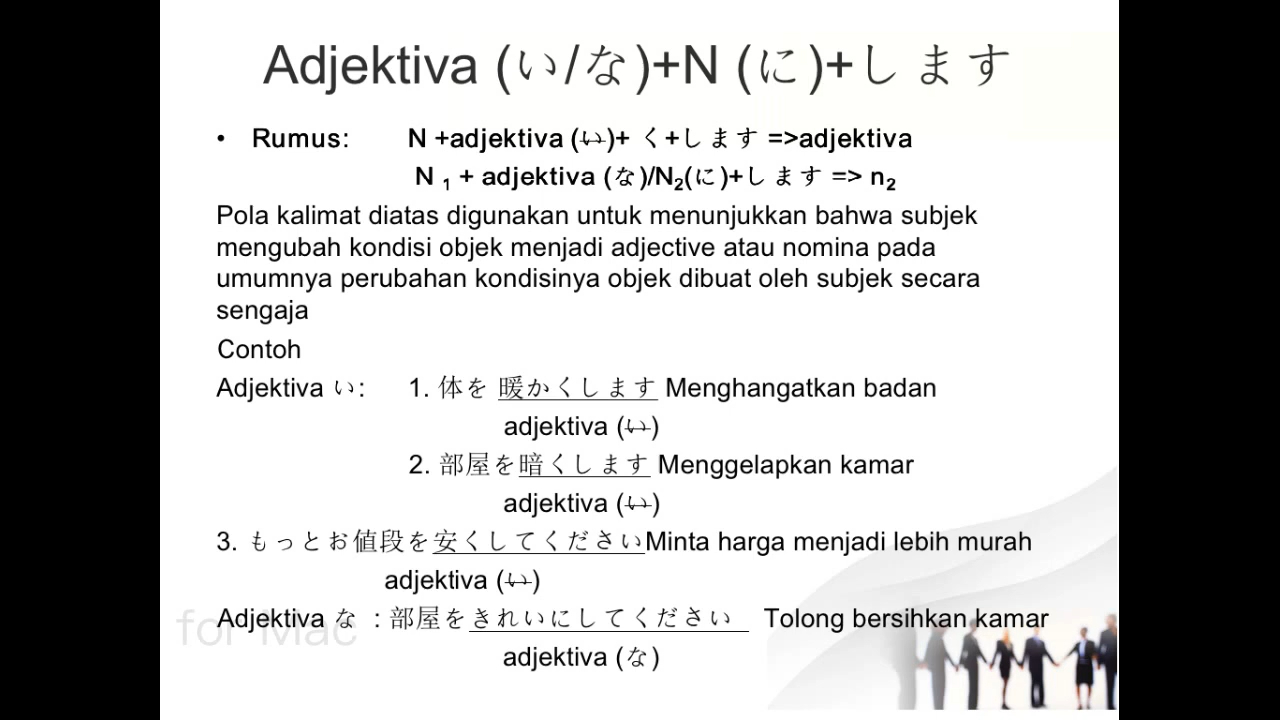 Adjektiva (い/な)+N (に)+します
• Rumus: N +adjektiva (い)+ く+します =>adjektiva
N 1 + adjektiva (な)/N2(に)+します => n2
Pola kalimat diatas digunakan untuk menunjukkan bahwa subjek
mengubah kondisi objek menjadi adjective atau nomina pada
umumnya perubahan kondisinya objek dibuat oleh subjek secara
sengaja
Contoh
Adjektiva い: 1. 体を 暖かくします Menghangatkan badan
adjektiva (い)
2. 部屋を暗くします Menggelapkan kamar
adjektiva (い)
3. もっとお値段を安くしてくださいMinta harga menjadi lebih murah
adjektiva (い)
Adjektiva な : 部屋をきれいにしてください Tolong bersihkan kamar
adjektiva (な)
for Mac